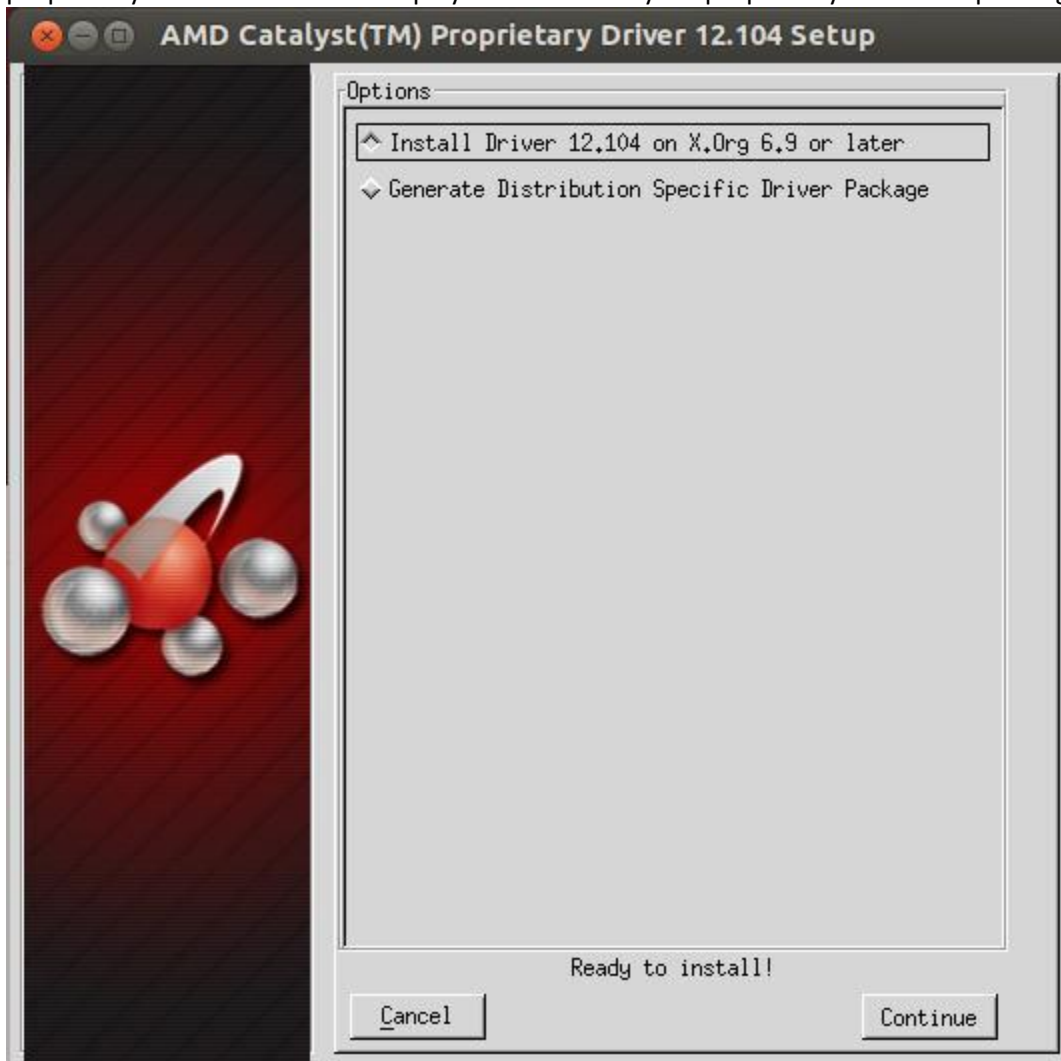 AMD Catalyst(TM) Proprietary Driver 12.104 Setup
Options
Install Driver 12.104 on X.Org 6.9 or later
Generate Distribution Specific Driver Package
Ready to install!
Cancel
Continue